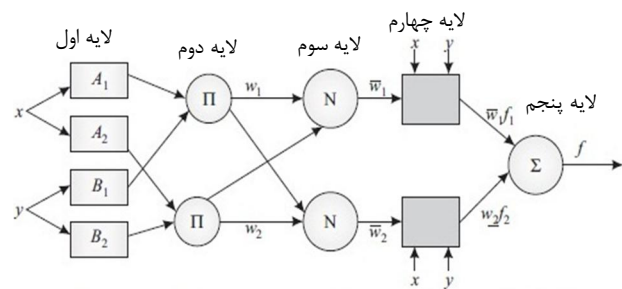 لایه اول
لایه دوم
لایه سوم
لایه چهارم
لایه پنجم
x y
A₁
A₂
B₁
B₂
x
y
Π
Π
w₁
w₂
N
N
w̅₁
w̅₂
w̅₁f₁
w̲₂f₂
Σ
f
x y